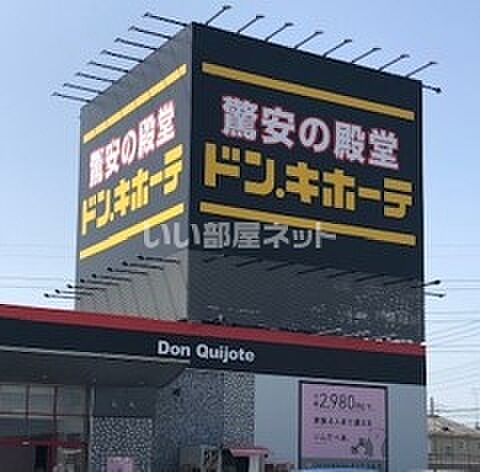 驚安の殿堂
ドン.キホーテ
驚安の殿堂
ドン.キホーテ
いい部屋ネット
Don Quijote
2,980